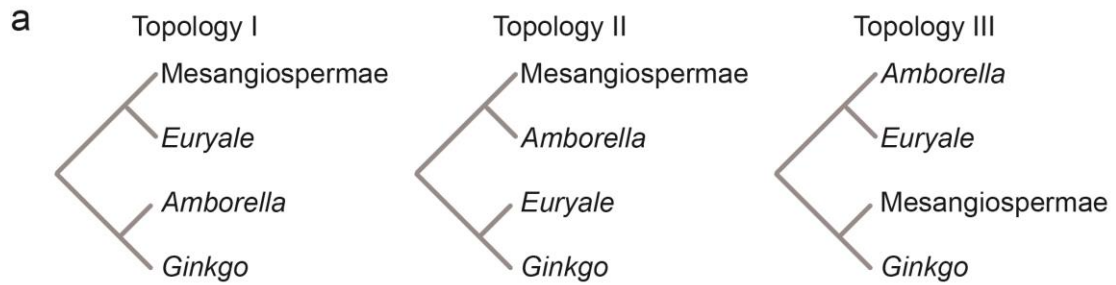 a
Topology I
Topology II
Topology III
Mesangiospermae
Mesangiospermae
Amborella
Euryale
Amborella
Euryale
Amborella
Euryale
Mesangiospermae
Ginkgo
Ginkgo
Ginkgo